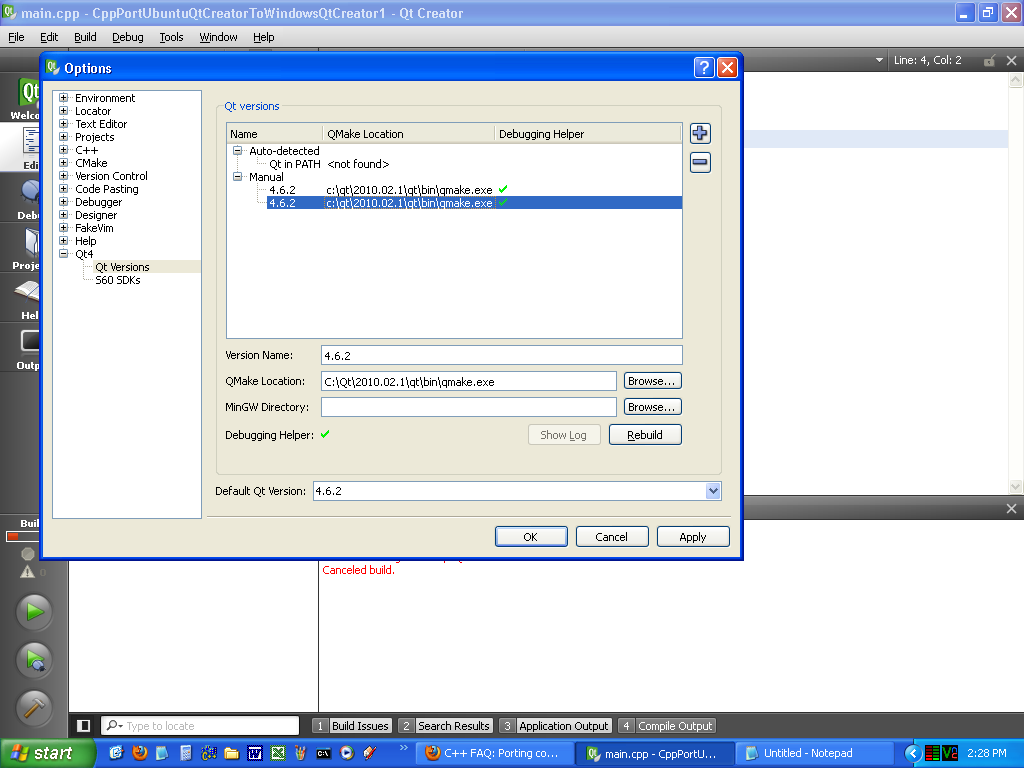 main.cpp - CppPortUbuntuQtCreatorToWindowsQtCreator1 - Qt Creator
File Edit Build Debug Tools Window Help
Line: 4, Col: 2
Options
Environment
Locator
Text Editor
Projects
C++
CMake
Version Control
Code Pasting
Debugger
Designer
FakeVim
Help
Qt4
Qt Versions
S60 SDKs
Qt versions
Name QMake Location Debugging Helper
Auto-detected
Qt in PATH <not found>
Manual
4.6.2 c:\qt\2010.02.1\qt\bin\qmake.exe
4.6.2 c:\qt\2010.02.1\qt\bin\qmake.exe
Version Name: 4.6.2
QMake Location: C:\Qt\2010.02.1\qt\bin\qmake.exe Browse...
MinGW Directory: Browse...
Debugging Helper: Show Log Rebuild
Default Qt Version: 4.6.2
OK Cancel Apply
Qt
Welco
Edi
Debu
Proje
Hel
Outp
Buil
0
Canceled build.
Type to locate 1 Build Issues 2 Search Results 3 Application Output 4 Compile Output
start C++ FAQ: Porting co... main.cpp - CppPortU... Untitled - Notepad 2:28 PM